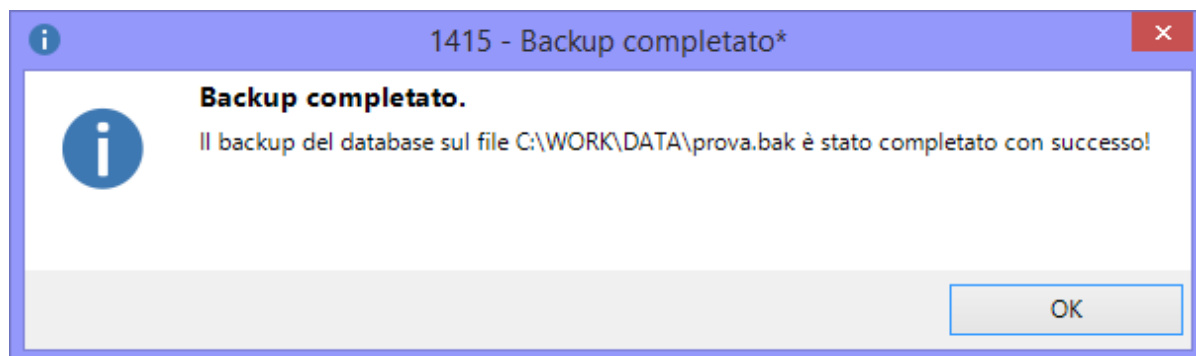 1415 - Backup completato*
Backup completato.
Il backup del database sul file C:\WORK\DATA\prova.bak è stato completato con successo!
OK